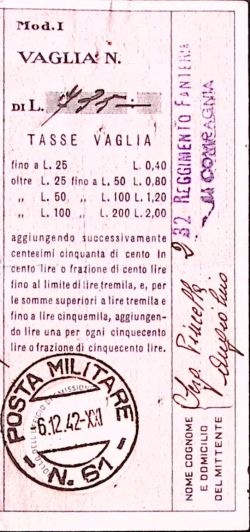 Mod. I
VAGLIA N.
DI L. 735
TASSE VAGLIA
fino a L. 25 L. 0,40
oltre L. 25 fino a L. 50 L. 0,80
„ L. 50 „ L. 100 L. 1,20
„ L. 100 „ L. 200 L. 2,00
aggiungendo successivamente
centesimi cinquanta di cento in
cento lire o frazione di cento lire
fino al limite di lire tremila, e, per
le somme superiori a lire tremila e
fino a lire cinquemila, aggiungen-
do lire una per ogni cinquecento
lire o frazione di cinquecento lire.
POSTA MILITARE
6.12.42-XXI
N. 61
32 REGGIMENTO FANTERIA
COMPAGNIA
NOME COGNOME
E DOMICILIO
DEL MITTENTE